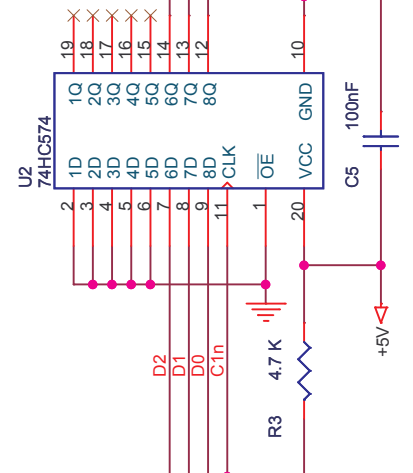 19
18
17
16
15
14
13
12
10
1Q
2Q
3Q
4Q
5Q
6Q
7Q
8Q
GND
U2
74HC574
1D
2D
3D
4D
5D
6D
7D
8D
CLK
OE
VCC
2
3
4
5
6
7
8
9
11
1
20
100nF
C5
D2
D1
D0
C1n
4.7 K
R3
+5V